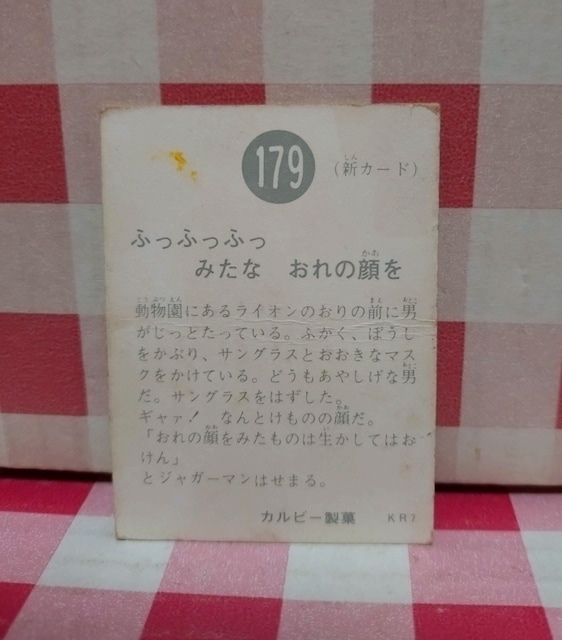 179
(新カード)
ふっふっふっ
みたな おれの顔を
動物園にあるライオンのおりの前に男
がじっとたっている。ふかく、ぼうし
をかぶり、サングラスとおおきなマス
クをかけている。どうもあやしげな男
だ。サングラスをはずした。
ギャァ! なんとけものの顔だ。
「おれの顔をみたものは生かしてはお
けん」
とジャガーマンはせまる。
カルビー製菓 KR7